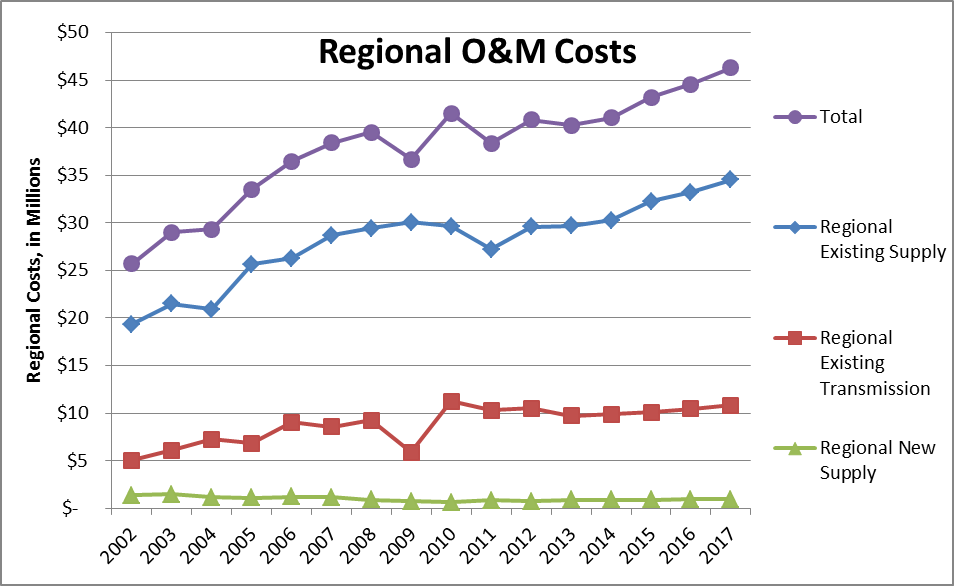 Regional O&M Costs
$50
$45
$40
$35
$30
$25
$20
$15
$10
$5
$-
Regional Costs, in Millions
2002
2003
2004
2005
2006
2007
2008
2009
2010
2011
2012
2013
2014
2015
2016
2017
Total
Regional
Existing Supply
Regional
Existing
Transmission
Regional New
Supply